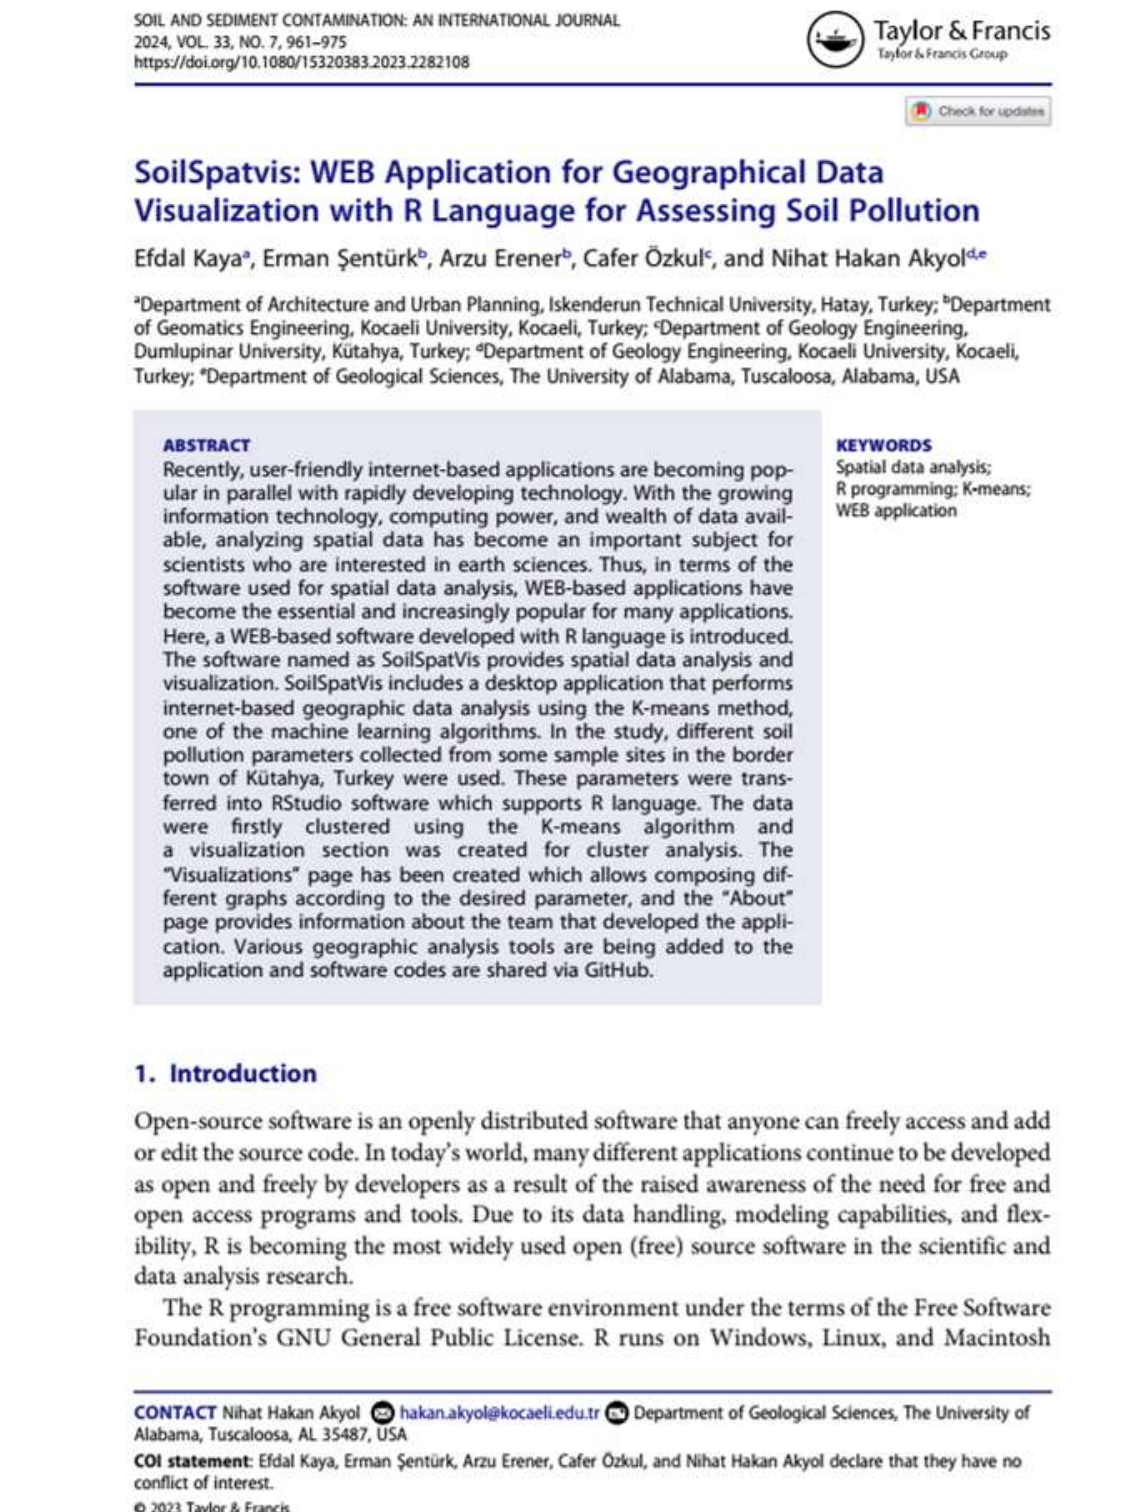 SOIL AND SEDIMENT CONTAMINATION: AN INTERNATIONAL JOURNAL
2024, VOL. 33, NO. 7, 961–975
https://doi.org/10.1080/15320383.2023.2282108
Taylor & Francis
Taylor & Francis Group
Check for updates
SoilSpatvis: WEB Application for Geographical Data
Visualization with R Language for Assessing Soil Pollution
Efdal Kayaᵃ, Erman Şentürkᵇ, Arzu Erenerᵇ, Cafer Özkulᶜ, and Nihat Hakan Akyolᵈ,ᵉ
ᵃDepartment of Architecture and Urban Planning, Iskenderun Technical University, Hatay, Turkey; ᵇDepartment
of Geomatics Engineering, Kocaeli University, Kocaeli, Turkey; ᶜDepartment of Geology Engineering,
Dumlupinar University, Kütahya, Turkey; ᵈDepartment of Geology Engineering, Kocaeli University, Kocaeli,
Turkey; ᵉDepartment of Geological Sciences, The University of Alabama, Tuscaloosa, Alabama, USA
ABSTRACT
Recently, user-friendly internet-based applications are becoming pop-
ular in parallel with rapidly developing technology. With the growing
information technology, computing power, and wealth of data avail-
able, analyzing spatial data has become an important subject for
scientists who are interested in earth sciences. Thus, in terms of the
software used for spatial data analysis, WEB-based applications have
become the essential and increasingly popular for many applications.
Here, a WEB-based software developed with R language is introduced.
The software named as SoilSpatVis provides spatial data analysis and
visualization. SoilSpatVis includes a desktop application that performs
internet-based geographic data analysis using the K-means method,
one of the machine learning algorithms. In the study, different soil
pollution parameters collected from some sample sites in the border
town of Kütahya, Turkey were used. These parameters were trans-
ferred into RStudio software which supports R language. The data
were firstly clustered using the K-means algorithm and
a visualization section was created for cluster analysis. The
“Visualizations” page has been created which allows composing dif-
ferent graphs according to the desired parameter, and the “About”
page provides information about the team that developed the appli-
cation. Various geographic analysis tools are being added to the
application and software codes are shared via GitHub.
KEYWORDS
Spatial data analysis;
R programming; K-means;
WEB application
1. Introduction
Open-source software is an openly distributed software that anyone can freely access and add
or edit the source code. In today’s world, many different applications continue to be developed
as open and freely by developers as a result of the raised awareness of the need for free and
open access programs and tools. Due to its data handling, modeling capabilities, and flex-
ibility, R is becoming the most widely used open (free) source software in the scientific and
data analysis research.
The R programming is a free software environment under the terms of the Free Software
Foundation’s GNU General Public License. R runs on Windows, Linux, and Macintosh
CONTACT Nihat Hakan Akyol hakan.akyol@kocaeli.edu.tr Department of Geological Sciences, The University of
Alabama, Tuscaloosa, AL 35487, USA
COI statement: Efdal Kaya, Erman Şentürk, Arzu Erener, Cafer Özkul, and Nihat Hakan Akyol declare that they have no
conflict of interest.
© 2023 Taylor & Francis